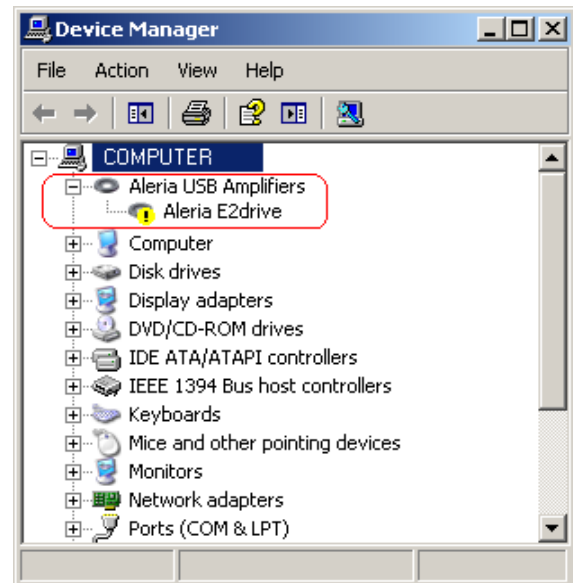 Device Manager
File Action View Help
COMPUTER
Aleria USB Amplifiers
Aleria E2drive
Computer
Disk drives
Display adapters
DVD/CD-ROM drives
IDE ATA/ATAPI controllers
IEEE 1394 Bus host controllers
Keyboards
Mice and other pointing devices
Monitors
Network adapters
Ports (COM & LPT)